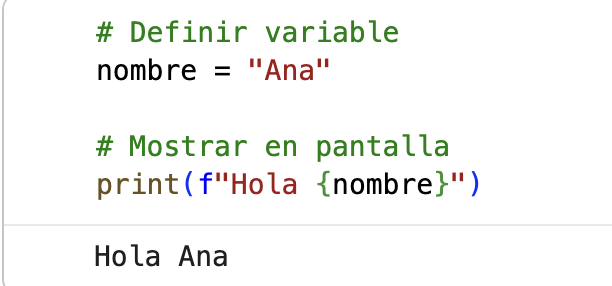 # Definir variable
nombre = "Ana"
# Mostrar en pantalla
print(f"Hola {nombre}")
Hola Ana